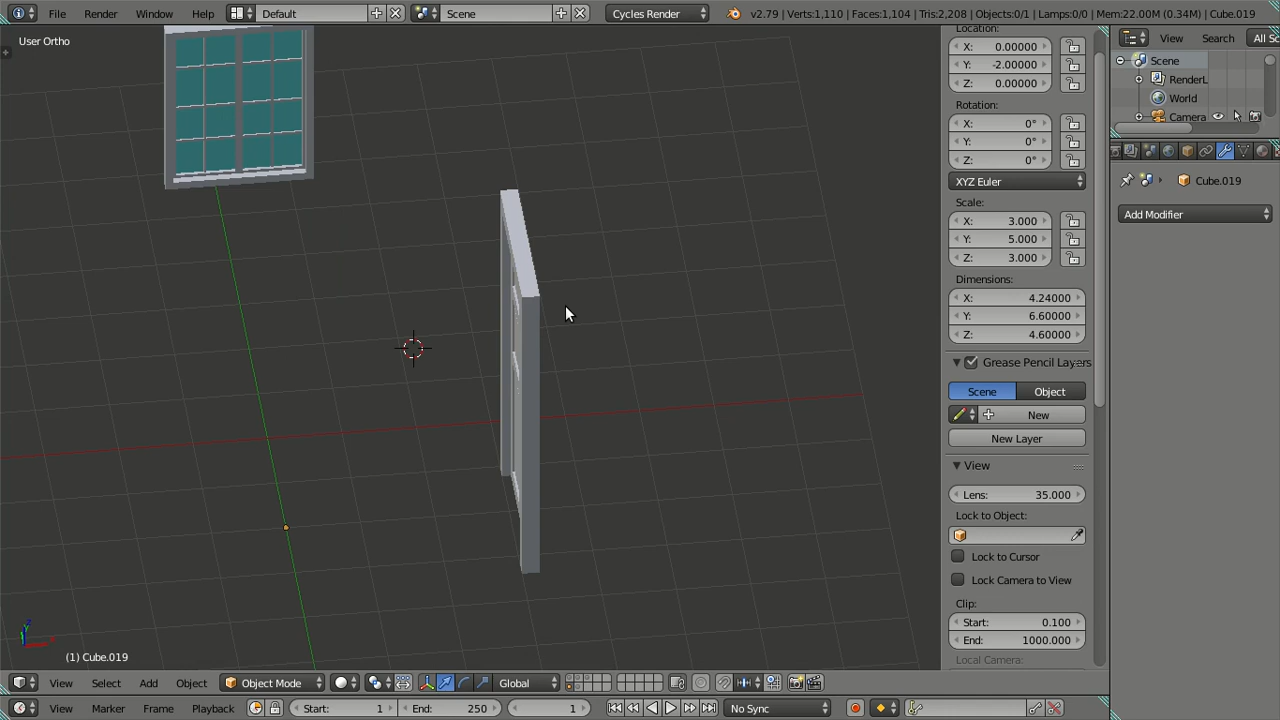 File Render Window Help Default Scene Cycles Render v2.79 | Verts:1,110 | Faces:1,104 | Tris:2,208 | Objects:0/1 | Lamps:0/0 | Mem:22.00M (0.34M) | Cube.019
User Ortho
Location:
X: 0.00000
Y: -2.00000
Z: 0.00000
Rotation:
X: 0°
Y: 0°
Z: 0°
XYZ Euler
Scale:
X: 3.000
Y: 5.000
Z: 3.000
Dimensions:
X: 4.24000
Y: 6.60000
Z: 4.60000
Grease Pencil Layers
Scene Object
New
New Layer
View
Lens: 35.000
Lock to Object:
Lock to Cursor
Lock Camera to View
Clip:
Start: 0.100
End: 1000.000
Local Camera:
View Search All Sc
Scene
RenderL
World
Camera
Cube.019
Add Modifier
(1) Cube.019
View Select Add Object Object Mode Global
View Marker Frame Playback Start: 1 End: 250 1 No Sync